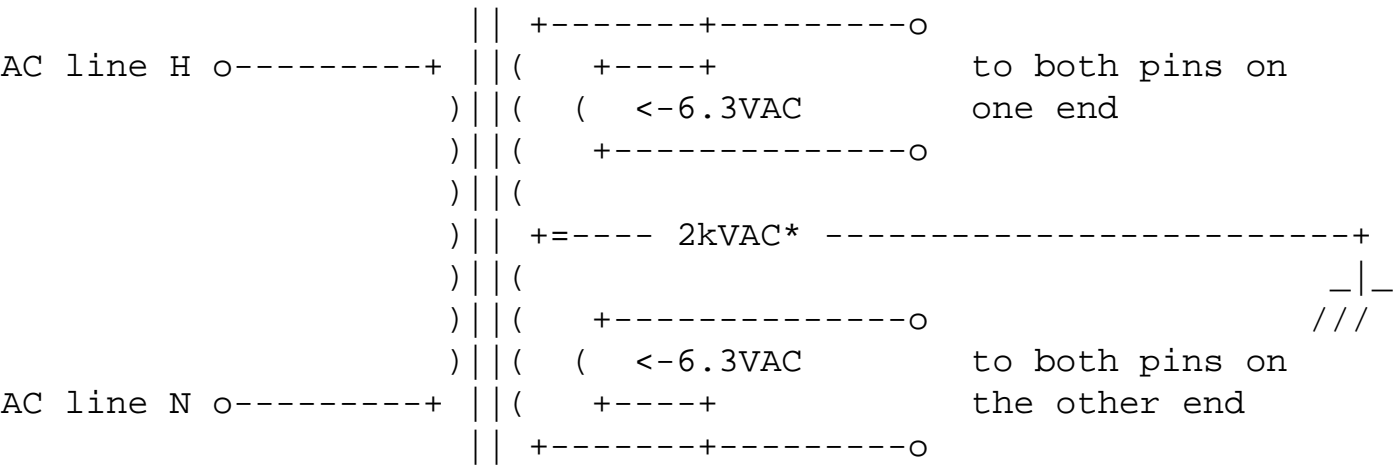 || +-------+---------o
AC line H o---------+ ||(   +----+            to both pins on
                     )||(  (  <-6.3VAC        one end
                     )||(   +--------------o
                     )||(
                     )|| +=---- 2kVAC* -------------------------+
                     )||(                                      _|_
                     )||(   +--------------o                   ///
                     )||(  (  <-6.3VAC        to both pins on
AC line N o---------+ ||(   +----+            the other end
                      || +-------+---------o